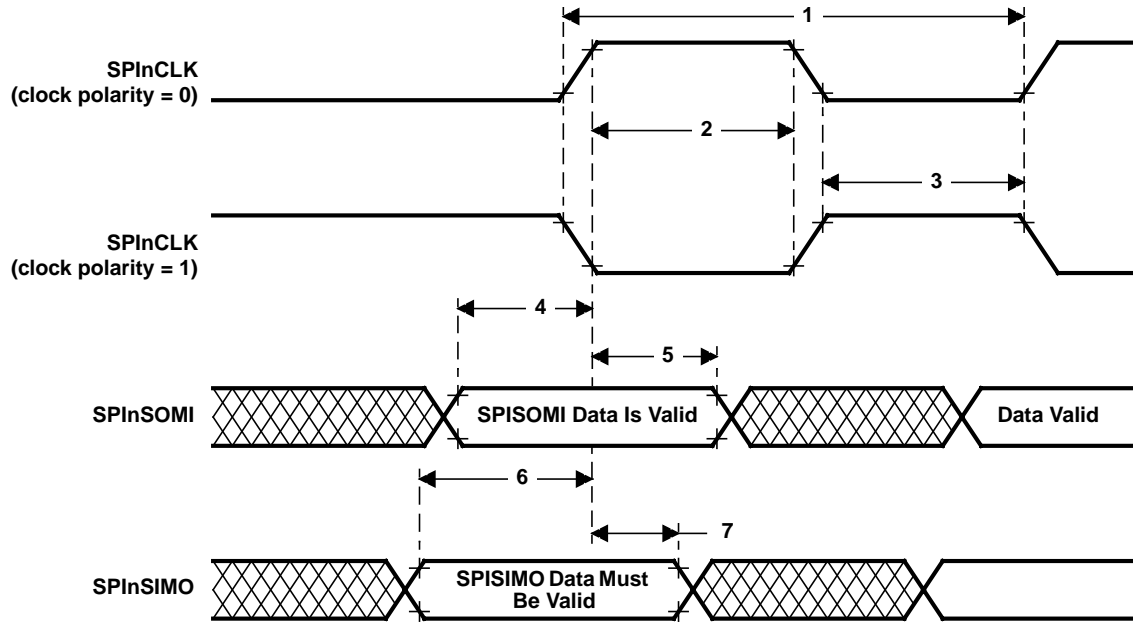 1
SPInCLK
(clock polarity = 0)
2
3
SPInCLK
(clock polarity = 1)
4
5
SPInSOMI
SPISOMI Data Is Valid
Data Valid
6
7
SPInSIMO
SPISIMO Data Must
Be Valid